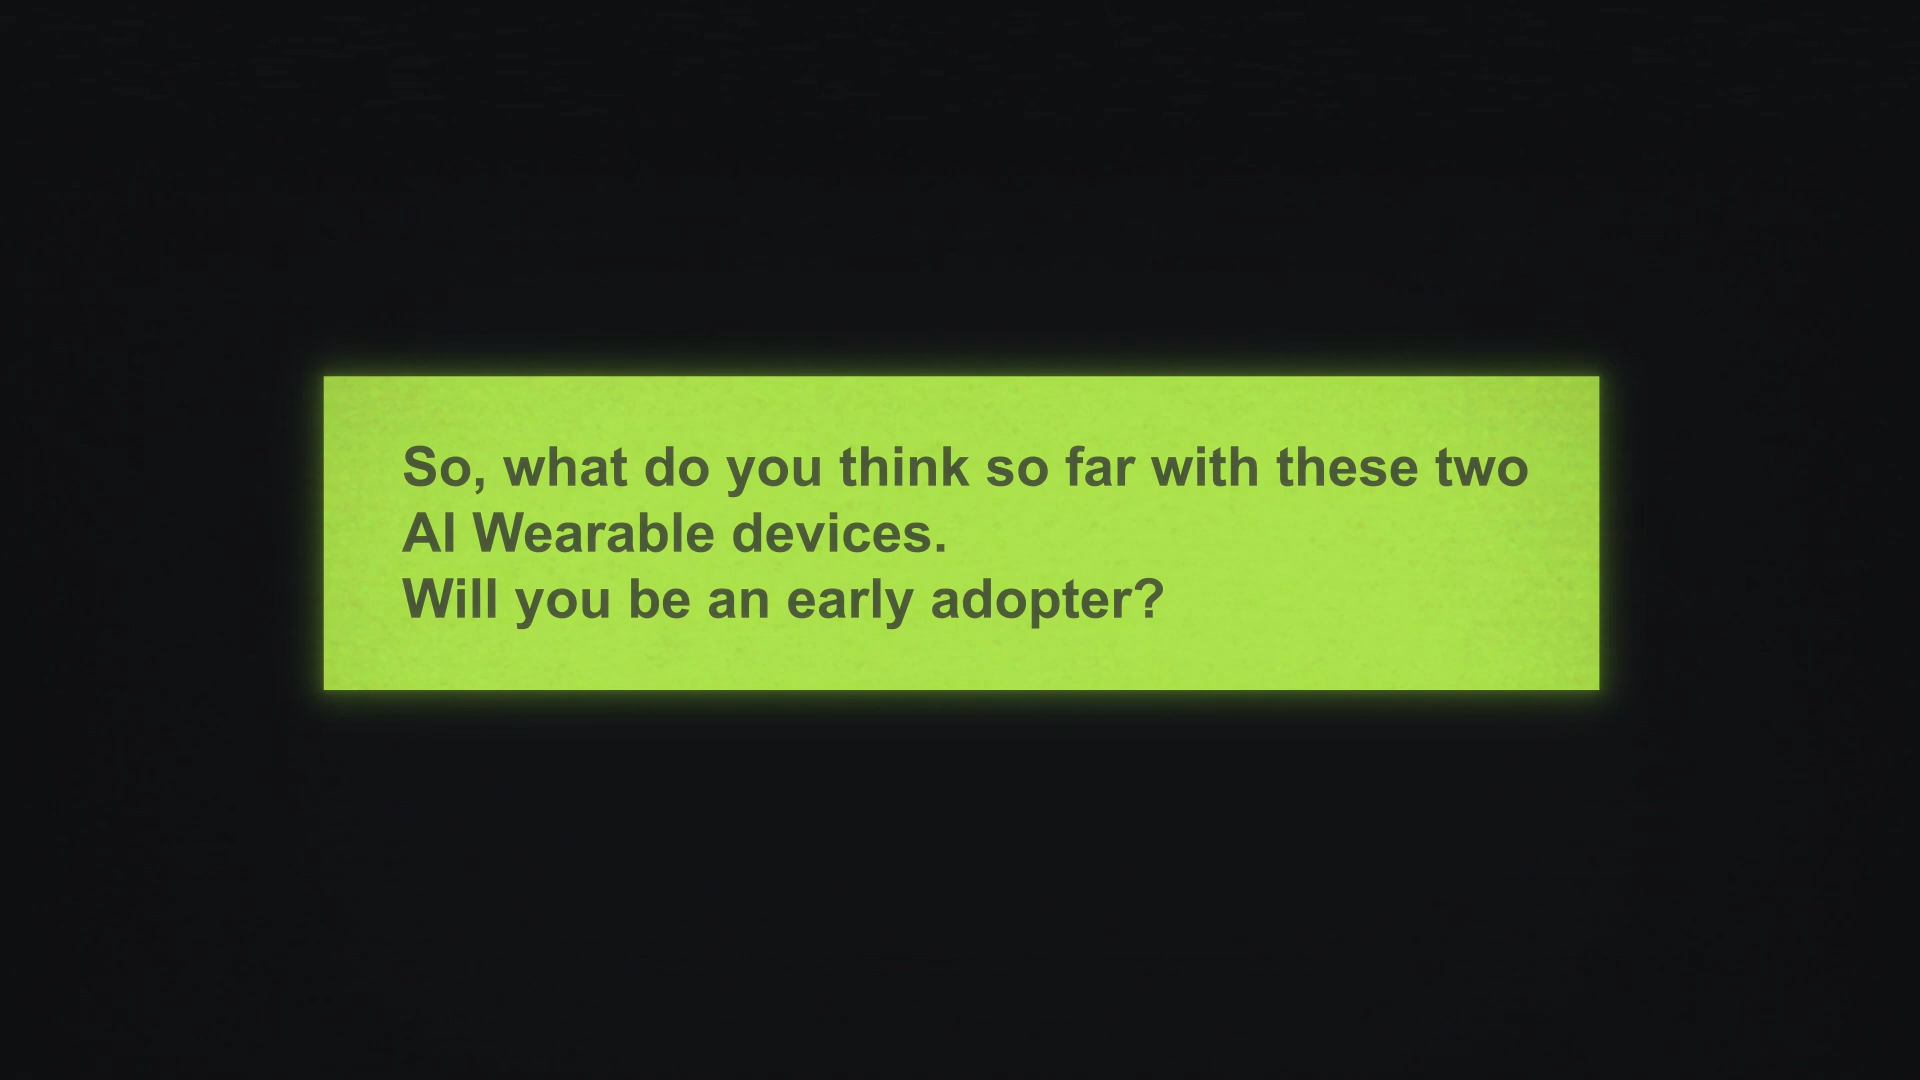 So, what do you think so far with these two
AI Wearable devices.
Will you be an early adopter?